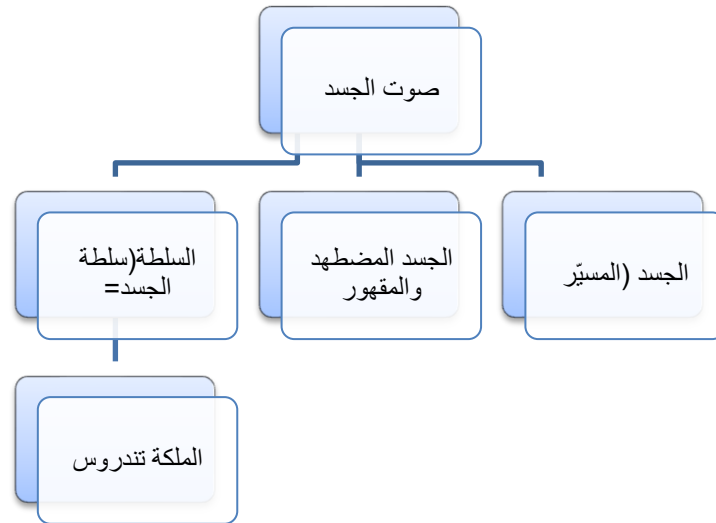 صوت الجسد
الجسد (المسيّر
الجسد المضطهد
والمقهور
السلطة(سلطة
الجسد=
الملكة تندروس